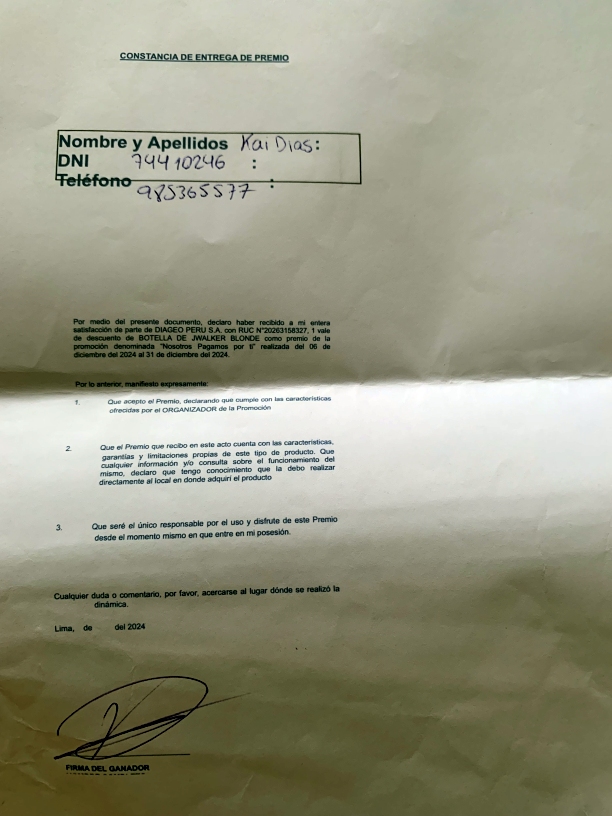 CONSTANCIA DE ENTREGA DE PREMIO
Nombre y Apellidos Kai Dias:
DNI 74410246 :
Teléfono 985365577 :
Por medio del presente documento, declaro haber recibido a mi entera
satisfacción de parte de DIAGEO PERU S.A. con RUC N°20263158327, 1 vale
de descuento de BOTELLA DE JWALKER BLONDE como premio de la
promoción denominada "Nosotros Pagamos por ti" realizada del 06 de
diciembre del 2024 al 31 de diciembre del 2024.
Por lo anterior, manifiesto expresamente:
1. Que acepto el Premio, declarando que cumple con las características
ofrecidas por el ORGANIZADOR de la Promoción
2. Que el Premio que recibo en este acto cuenta con las características,
garantías y limitaciones propias de este tipo de producto. Que
cualquier información y/o consulta sobre el funcionamiento del
mismo, declaro que tengo conocimiento que la debo realizar
directamente al local en donde adquirí el producto
3. Que seré el único responsable por el uso y disfrute de este Premio
desde el momento mismo en que entre en mi posesión.
Cualquier duda o comentario, por favor, acercarse al lugar dónde se realizó la
dinámica.
Lima, de del 2024
FIRMA DEL GANADOR